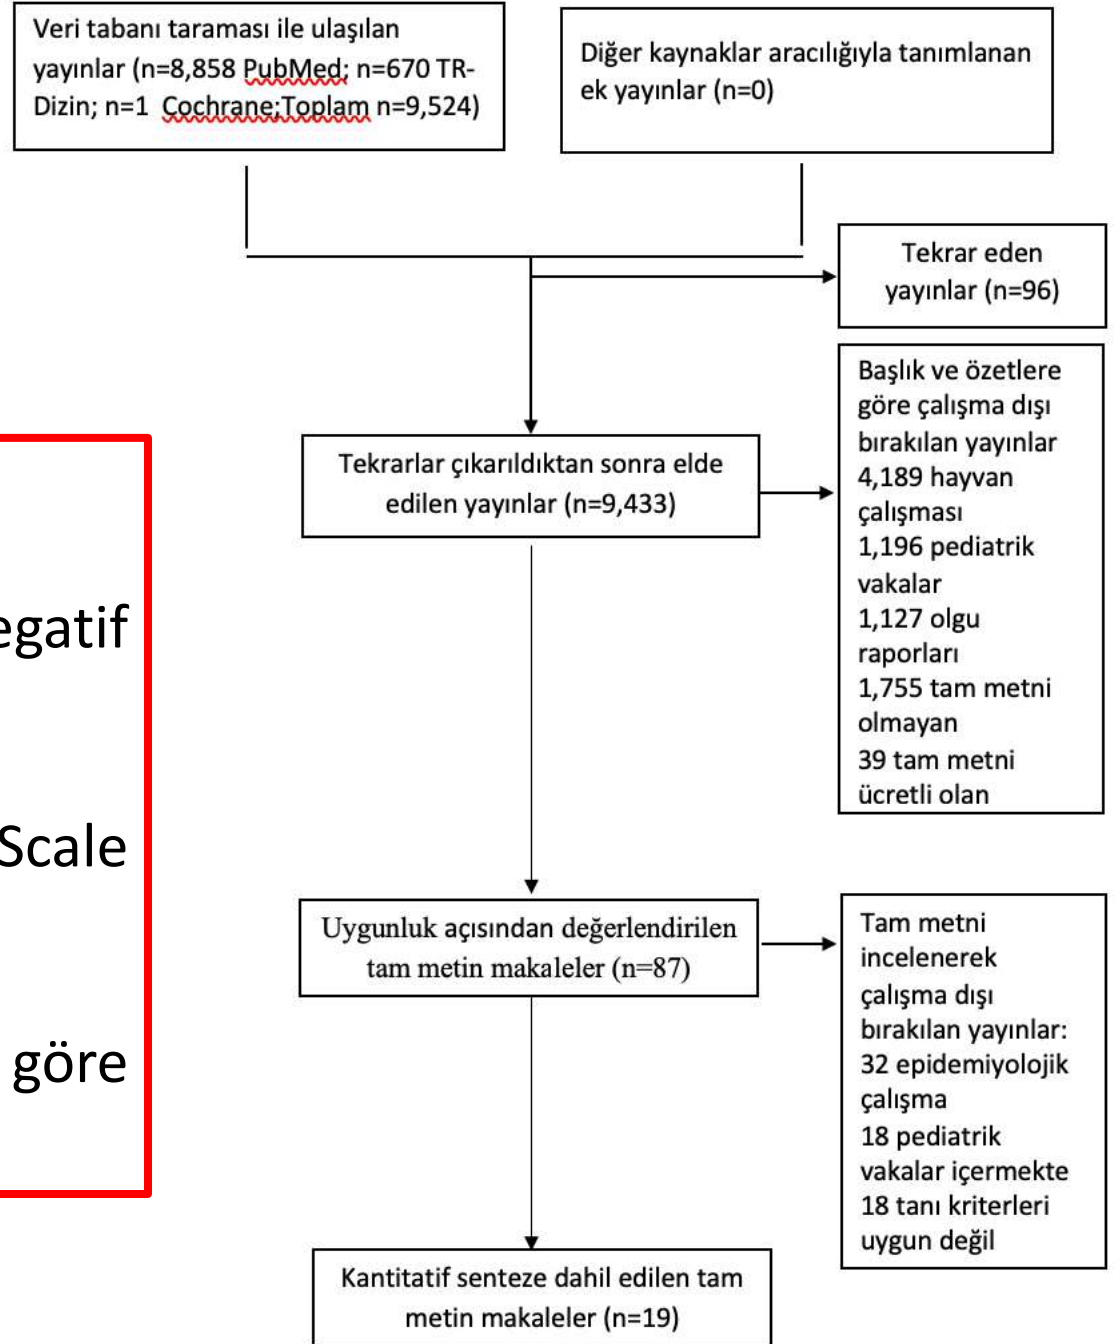 Veri tabanı taraması ile ulaşılan
yayınlar (n=8,858 PubMed; n=670 TR-
Dizin; n=1 Cochrane;Toplam n=9,524)
Diğer kaynaklar aracılığıyla tanımlanan
ek yayınlar (n=0)
Tekrar eden
yayınlar (n=96)
Tekrarlar çıkarıldıktan sonra elde
edilen yayınlar (n=9,433)
Başlık ve özetlere
göre çalışma dışı
bırakılan yayınlar
4,189 hayvan
çalışması
1,196 pediatrik
vakalar
1,127 olgu
raporları
1,755 tam metni
olmayan
39 tam metni
ücretli olan
egatif
Scale
göre
Uygunluk açısından değerlendirilen
tam metin makaleler (n=87)
Tam metni
incelenerek
çalışma dışı
bırakılan yayınlar:
32 epidemiyolojik
çalışma
18 pediatrik
vakalar içermekte
18 tanı kriterleri
uygun değil
Kantitatif senteze dahil edilen tam
metin makaleler (n=19)